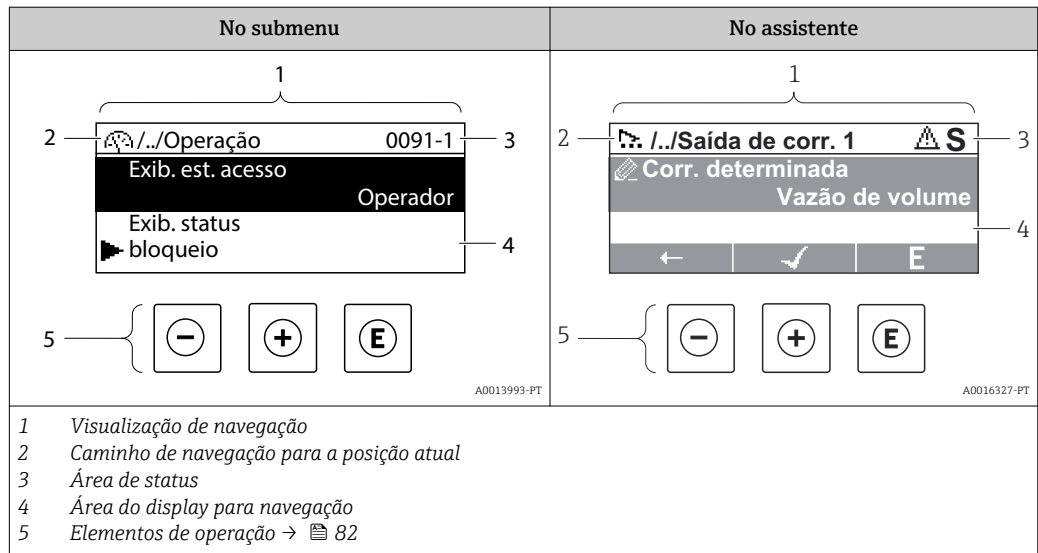 No submenu
No assistente
1
2
/../Operação 0091-1
3
Exib. est. acesso
Operador
Exib. status
bloqueio
4
5
- + E
A0013993-PT
1
2
/../Saída de corr. 1 S
3
Corr. determinada
Vazão de volume
4
← ✓ E
5
- + E
A0016327-PT
1 Visualização de navegação
2 Caminho de navegação para a posição atual
3 Área de status
4 Área do display para navegação
5 Elementos de operação → 82